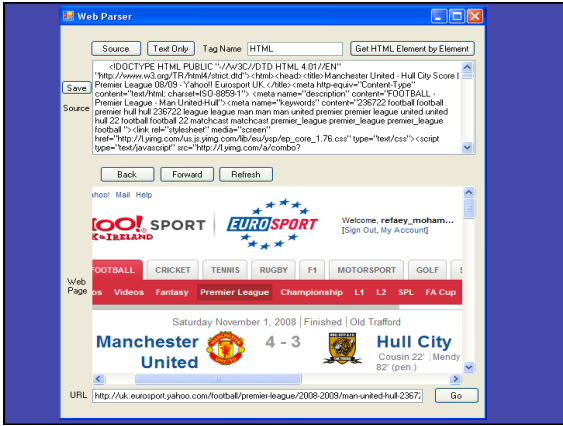 Web Parser
Source Text Only Tag Name HTML Get HTML Element by Element
<!DOCTYPE HTML PUBLIC "-//W3C//DTD HTML 4.01//EN"
"http://www.w3.org/TR/html4/strict.dtd"><html><head><title>Manchester United - Hull City Score |
Premier League 08/09 - Yahoo! Eurosport UK</title><meta http-equiv="Content-Type"
content="text/html; charset=ISO-8859-1"> <meta name="description" content="FOOTBALL -
Premier League - Man United-Hull"><meta name="keywords" content="236722 football football
premier hull hull 236722 league league man man man united premier premier league united united
hull 22 football football 22 matchcast matchcast premier_league premier_league premier_league
football "><link rel="stylesheet" media="screen"
href="http://l.yimg.com/us.js.yimg.com/lib/eu/ysp/ep_core_1.76.css" type="text/css"><script
type="text/javascript" src="http://l.yimg.com/a/combo?
Save
Source
Back Forward Refresh
ahoo! Mail Help
OO! SPORT EUROSPORT
K&IRELAND
Welcome, refaey_moham...
[Sign Out, My Account]
FOOTBALL CRICKET TENNIS RUGBY F1 MOTORSPORT GOLF
os Videos Fantasy Premier League Championship L1 L2 SPL FA Cup
Web
Page
Saturday November 1, 2008 | Finished | Old Trafford
Manchester United 4 - 3 Hull City
Cousin 22' | Mendy
82' (pen.)
URL http://uk.eurosport.yahoo.com/football/premier-league/2008-2009/man-united-hull-23672 Go